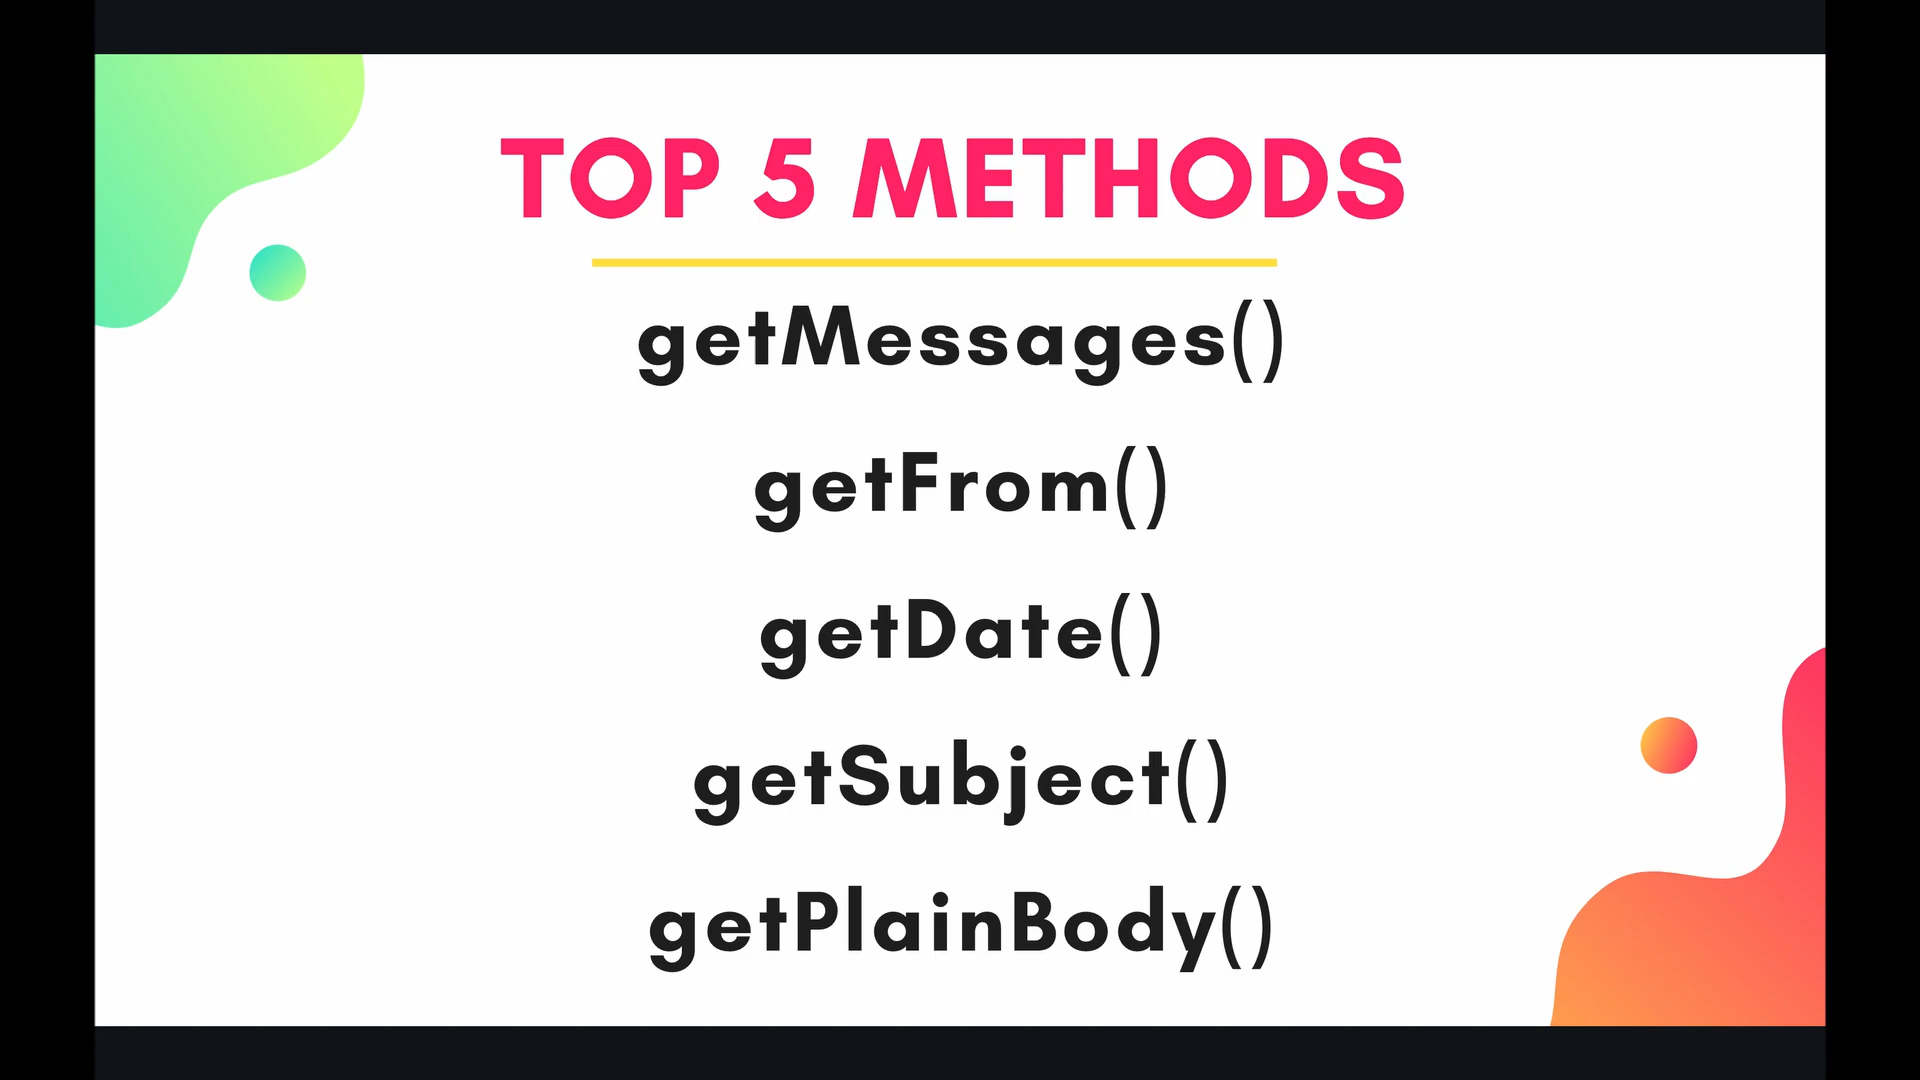 TOP 5 METHODS
getMessages()
getFrom()
getDate()
getSubject()
getPlainBody()